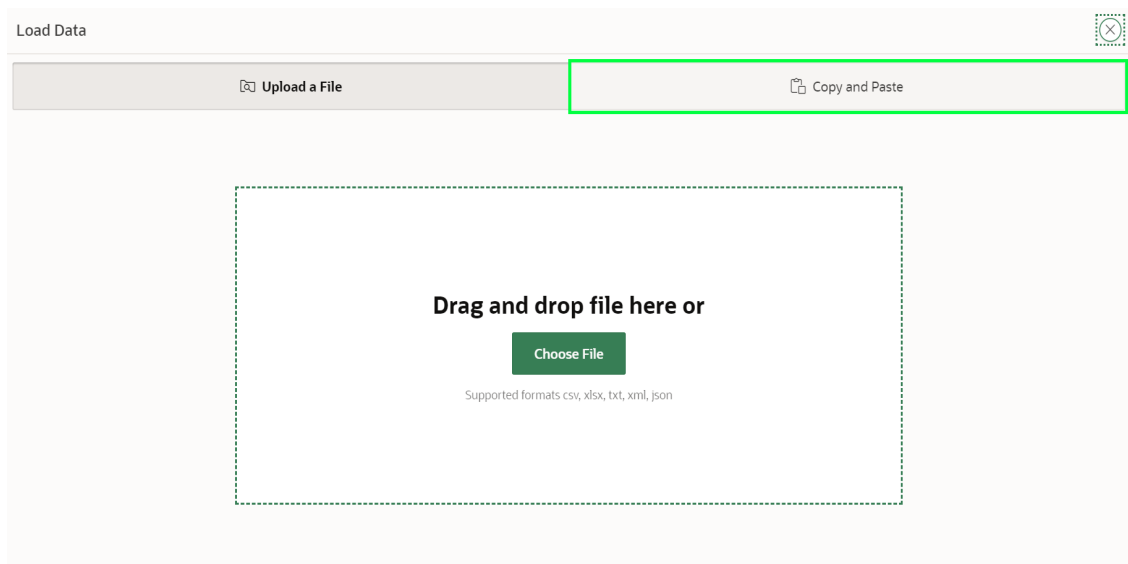 Load Data
Upload a File
Copy and Paste
Drag and drop file here or
Choose File
Supported formats csv, xlsx, txt, xml, json